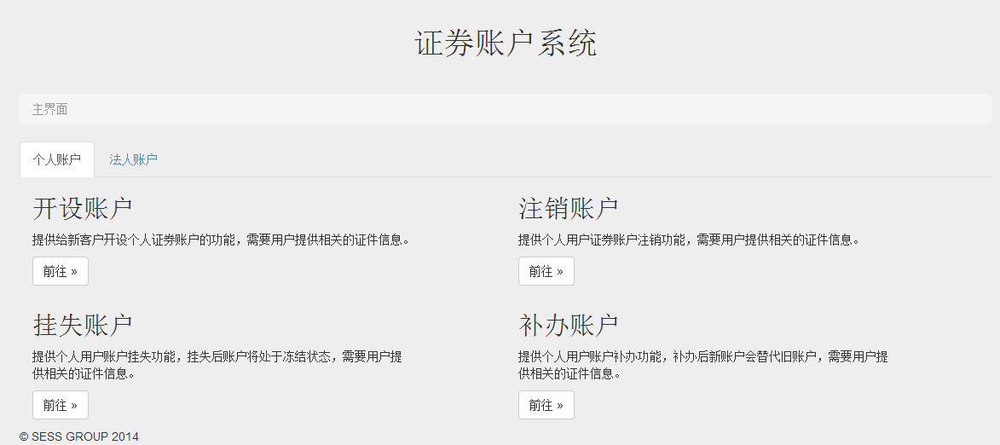 证券账户系统
主界面
个人账户
法人账户
开设账户
提供给新客户开设个人证券账户的功能，需要用户提供相关的证件信息。
前往 »
注销账户
提供个人用户证券账户注销功能，需要用户提供相关的证件信息。
前往 »
挂失账户
提供个人用户账户挂失功能，挂失后账户将处于冻结状态，需要用户提
供相关的证件信息。
前往 »
补办账户
提供个人用户账户补办功能，补办后新账户会替代旧账户，需要用户提
供相关的证件信息。
前往 »
© SESS GROUP 2014